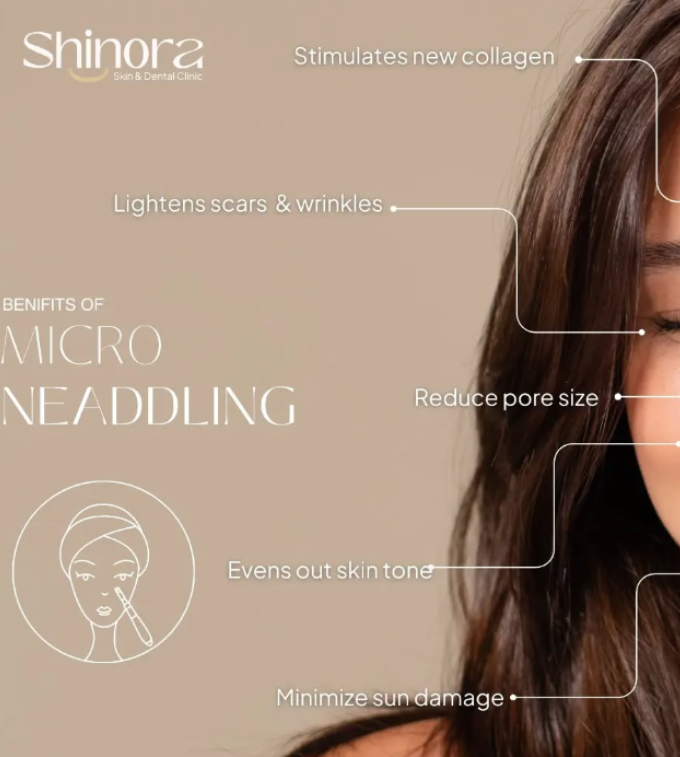 Shinora
Skin & Dental Clinic
Stimulates new collagen
Lightens scars & wrinkles
BENIFITS OF
MICRO
NEADDLING
Reduce pore size
Evens out skin tone
Minimize sun damage